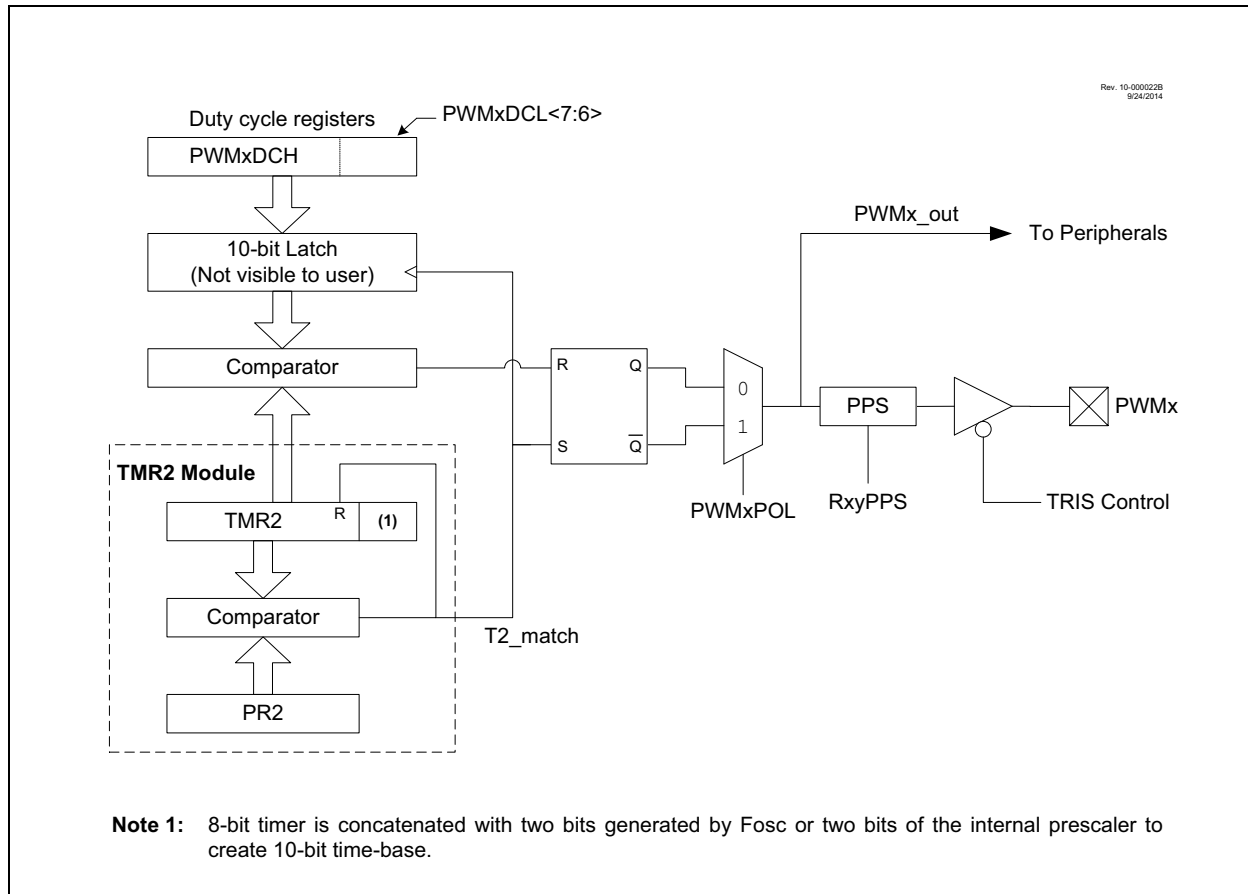 Rev. 10-000022B
9/24/2014
Duty cycle registers
PWMxDCL<7:6>
PWMxDCH
10-bit Latch
(Not visible to user)
Comparator
PWMx_out
To Peripherals
R
Q
S
Q̅
0
1
PPS
PWMx
PWMxPOL
RxyPPS
TRIS Control
TMR2 Module
TMR2
R
(1)
Comparator
T2_match
PR2
Note 1: 8-bit timer is concatenated with two bits generated by Fosc or two bits of the internal prescaler to
create 10-bit time-base.